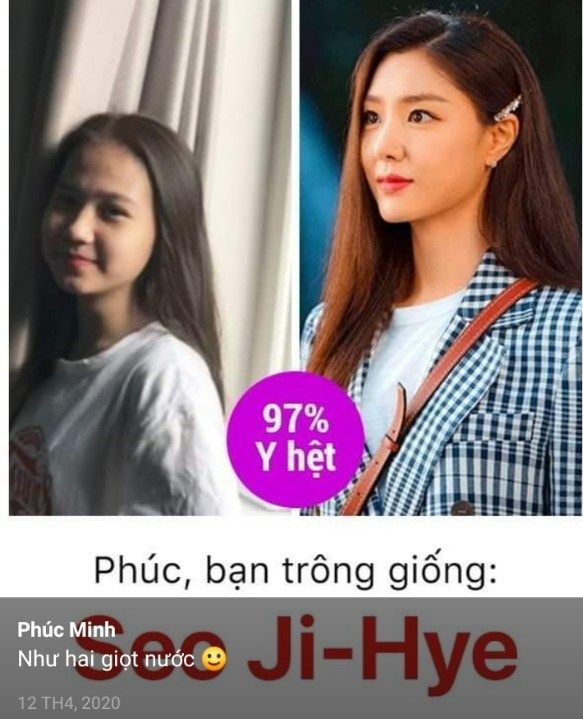 97%
Y hệt
Phúc, bạn trông giống:
Seo Ji-Hye
Phúc Minh
Như hai giọt nước 🙂
12 TH4, 2020